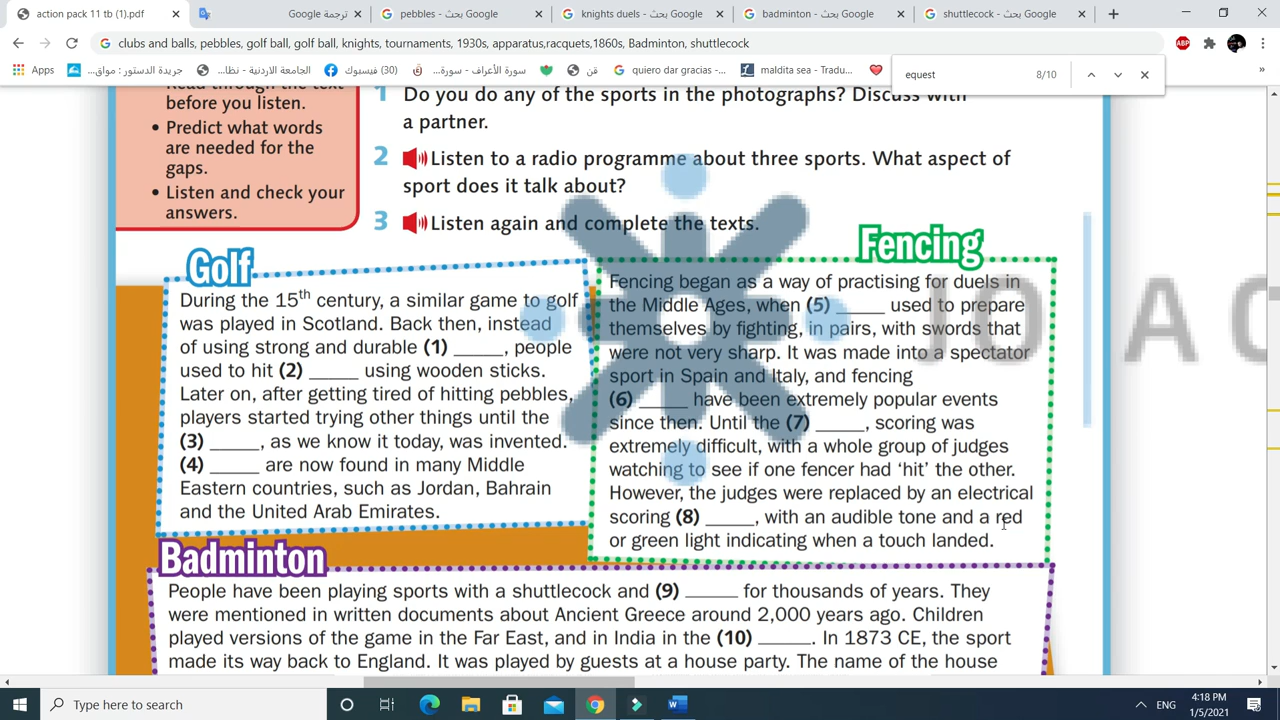 action pack 11 tb (1).pdf
ترجمة Google
pebbles - بحث Google
knights duels - بحث Google
badminton - بحث Google
shuttlecock - بحث Google
clubs and balls, pebbles, golf ball, golf ball, knights, tournaments, 1930s apparatus,racquets,1860s, Badminton, shuttlecock
ABP
Apps
جريدة الدستور : مواق...
الجامعة الاردنية - نظا...
(30) فيسبوك
سورة الأعراف - سورة...
قن
quiero dar gracias -...
maldita sea - Tradu...
equest 8/10
Read through the text
before you listen.
• Predict what words
are needed for the
gaps.
• Listen and check your
answers.
1 Do you do any of the sports in the photographs? Discuss with
a partner.
2 Listen to a radio programme about three sports. What aspect of
sport does it talk about?
3 Listen again and complete the texts.
Golf
During the 15th century, a similar game to golf
was played in Scotland. Back then, instead
of using strong and durable (1) _____, people
used to hit (2) _____ using wooden sticks.
Later on, after getting tired of hitting pebbles,
players started trying other things until the
(3) _____, as we know it today, was invented.
(4) _____ are now found in many Middle
Eastern countries, such as Jordan, Bahrain
and the United Arab Emirates.
Fencing
Fencing began as a way of practising for duels in
the Middle Ages, when (5) _____ used to prepare
themselves by fighting, in pairs, with swords that
were not very sharp. It was made into a spectator
sport in Spain and Italy, and fencing
(6) _____ have been extremely popular events
since then. Until the (7) _____, scoring was
extremely difficult, with a whole group of judges
watching to see if one fencer had ‘hit’ the other.
However, the judges were replaced by an electrical
scoring (8) _____, with an audible tone and a red
or green light indicating when a touch landed.
JO A C
Badminton
People have been playing sports with a shuttlecock and (9) _____ for thousands of years. They
were mentioned in written documents about Ancient Greece around 2,000 years ago. Children
played versions of the game in the Far East, and in India in the (10) _____. In 1873 CE, the sport
made its way back to England. It was played by guests at a house party. The name of the house
Type here to search
ENG
4:18 PM
1/5/2021